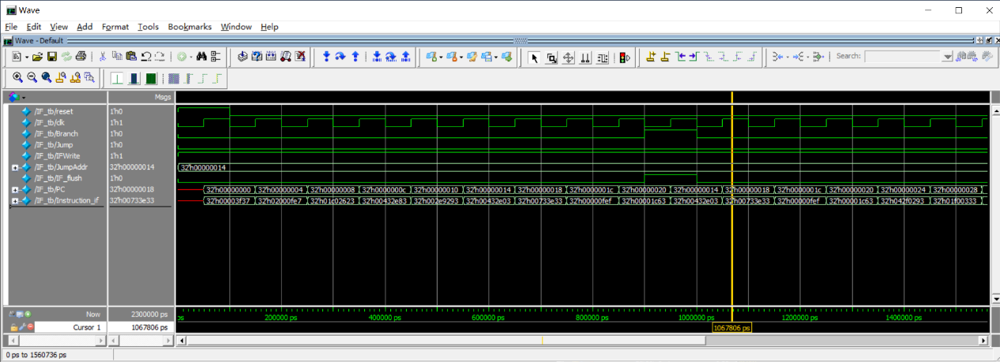 Wave
File Edit View Add Format Tools Bookmarks Window Help
Wave - Default
Search:
Msgs
/IF_tb/reset 1'h0
/IF_tb/clk 1'h1
/IF_tb/Branch 1'h0
/IF_tb/Jump 1'h0
/IF_tb/IFWrite 1'h1
/IF_tb/JumpAddr 32'h00000014 32'h00000014
/IF_tb/IF_flush 1'h0
/IF_tb/PC 32'h00000018 32'h00000000 32'h00000004 32'h00000008 32'h0000000c 32'h00000010 32'h00000014 32'h00000018 32'h0000001c 32'h00000020 32'h00000014 32'h00000018 32'h0000001c 32'h00000020 32'h00000024 32'h00000028
/IF_tb/Instruction_if 32'h00733e33 32'h00003f37 32'h02000fe7 32'h01c02623 32'h00432e83 32'h002e9293 32'h00432e03 32'h00733e33 32'h00000fef 32'h00001c63 32'h00432e03 32'h00733e33 32'h00000fef 32'h00001c63 32'h042f0293 32'h01f00333
Now 2300000 ps ps 200000 ps 400000 ps 600000 ps 800000 ps 1000000 ps 1200000 ps 1400000 ps
Cursor 1 1067806 ps 1067806 ps
0 ps to 1560736 ps